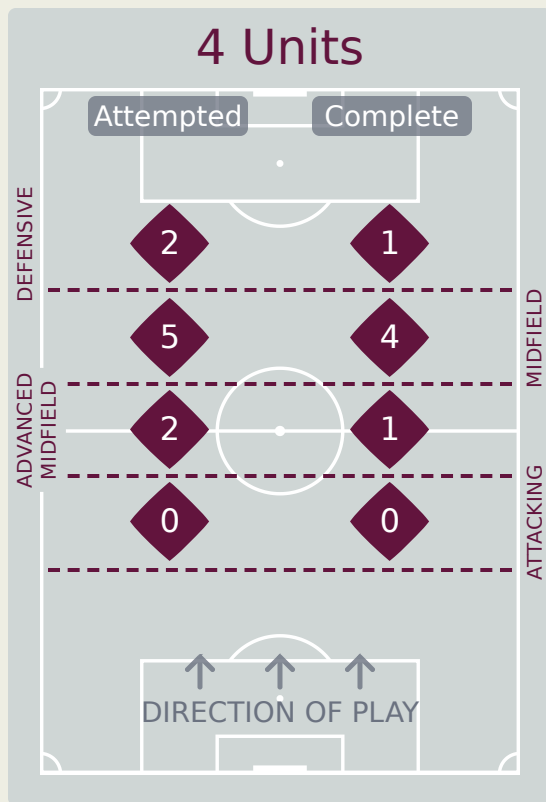 4 Units
Attempted
Complete
DEFENSIVE
2
1
MIDFIELD
5
4
ADVANCED
MIDFIELD
2
1
ATTACKING
0
0
DIRECTION OF PLAY